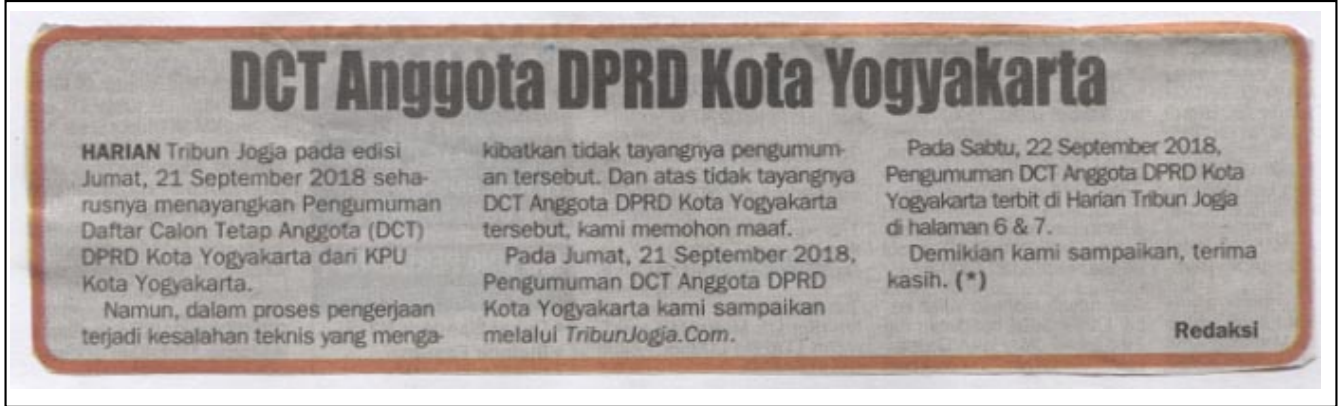 DCT Anggota DPRD Kota Yogyakarta
HARIAN Tribun Jogja pada edisi
Jumat, 21 September 2018 seha-
rusnya menayangkan Pengumuman
Daftar Calon Tetap Anggota (DCT)
DPRD Kota Yogyakarta dari KPU
Kota Yogyakarta.
Namun, dalam proses pengerjaan
terjadi kesalahan teknis yang menga-
kibatkan tidak tayangnya pengumum-
an tersebut. Dan atas tidak tayangnya
DCT Anggota DPRD Kota Yogyakarta
tersebut, kami memohon maaf.
Pada Jumat, 21 September 2018,
Pengumuman DCT Anggota DPRD
Kota Yogyakarta kami sampaikan
melalui TribunJogja.Com.
Pada Sabtu, 22 September 2018,
Pengumuman DCT Anggota DPRD Kota
Yogyakarta terbit di Harian Tribun Jogja
di halaman 6 & 7.
Demikian kami sampaikan, terima
kasih. (*)
Redaksi